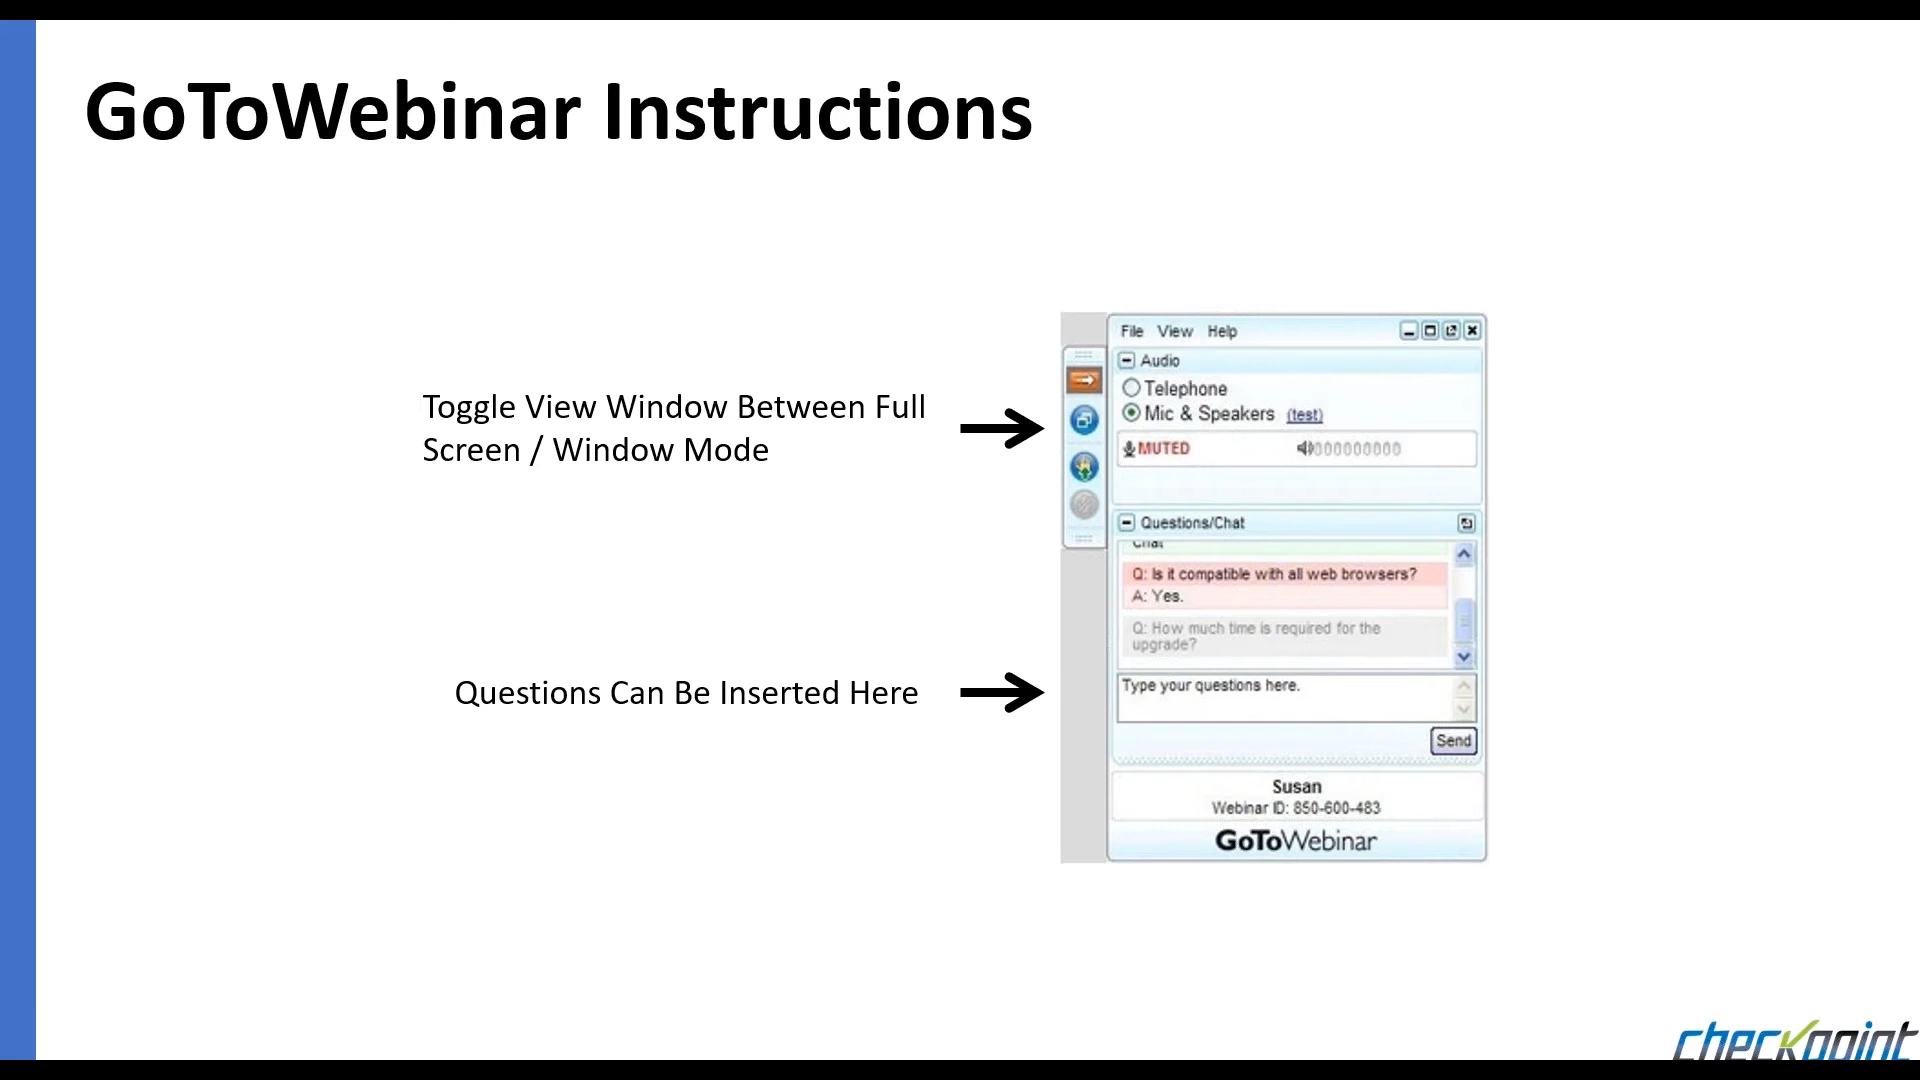 GoToWebinar Instructions
Toggle View Window Between Full
Screen / Window Mode
Questions Can Be Inserted Here
File View Help
Audio
Telephone
Mic & Speakers (test)
MUTED
Questions/Chat
Chat
Q: Is it compatible with all web browsers?
A: Yes.
Q: How much time is required for the
upgrade?
Type your questions here.
Send
Susan
Webinar ID: 850-600-483
GoToWebinar
checkpoint